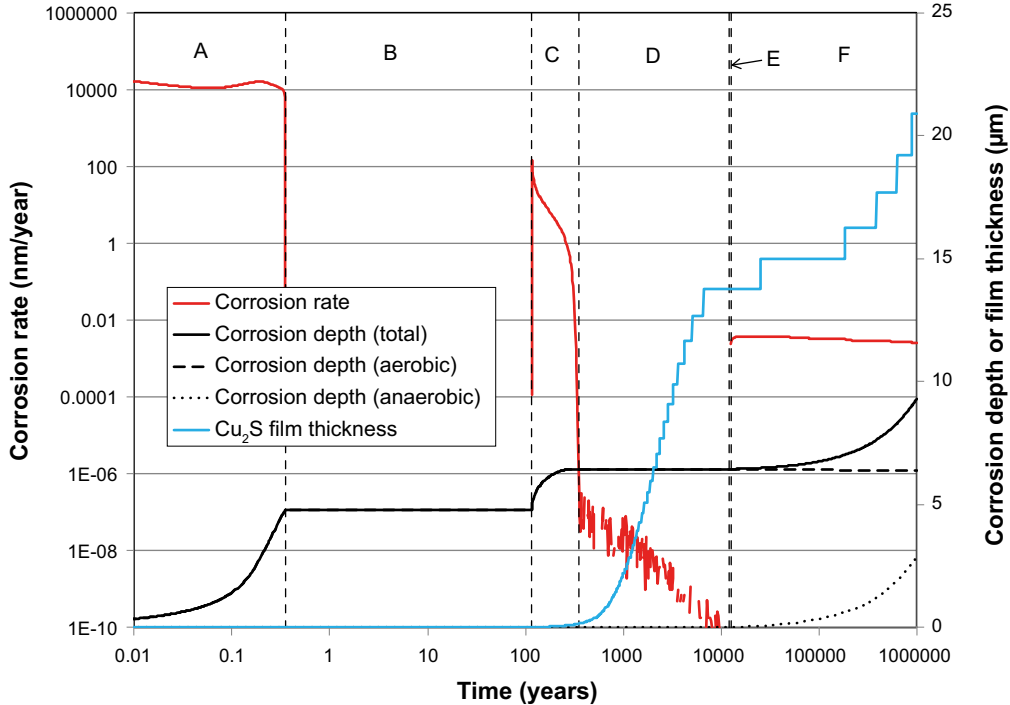 1000000
10000
100
1
0.01
0.0001
1E-06
1E-08
1E-10
Corrosion rate (nm/year)
A
B
C
D
E
F
Corrosion rate
Corrosion depth (total)
Corrosion depth (aerobic)
Corrosion depth (anaerobic)
Cu₂S film thickness
25
20
15
10
5
0
Corrosion depth or film thickness (µm)
0.01
0.1
1
10
100
1000
10000
100000
1000000
Time (years)